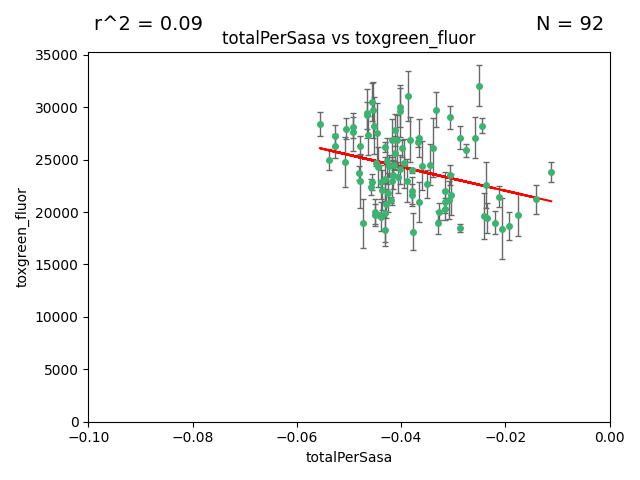 r^2 = 0.09
N = 92
totalPerSasa vs toxgreen_fluor
35000
30000
25000
20000
15000
10000
5000
0
toxgreen_fluor
−0.10
−0.08
−0.06
−0.04
−0.02
0.00
totalPerSasa